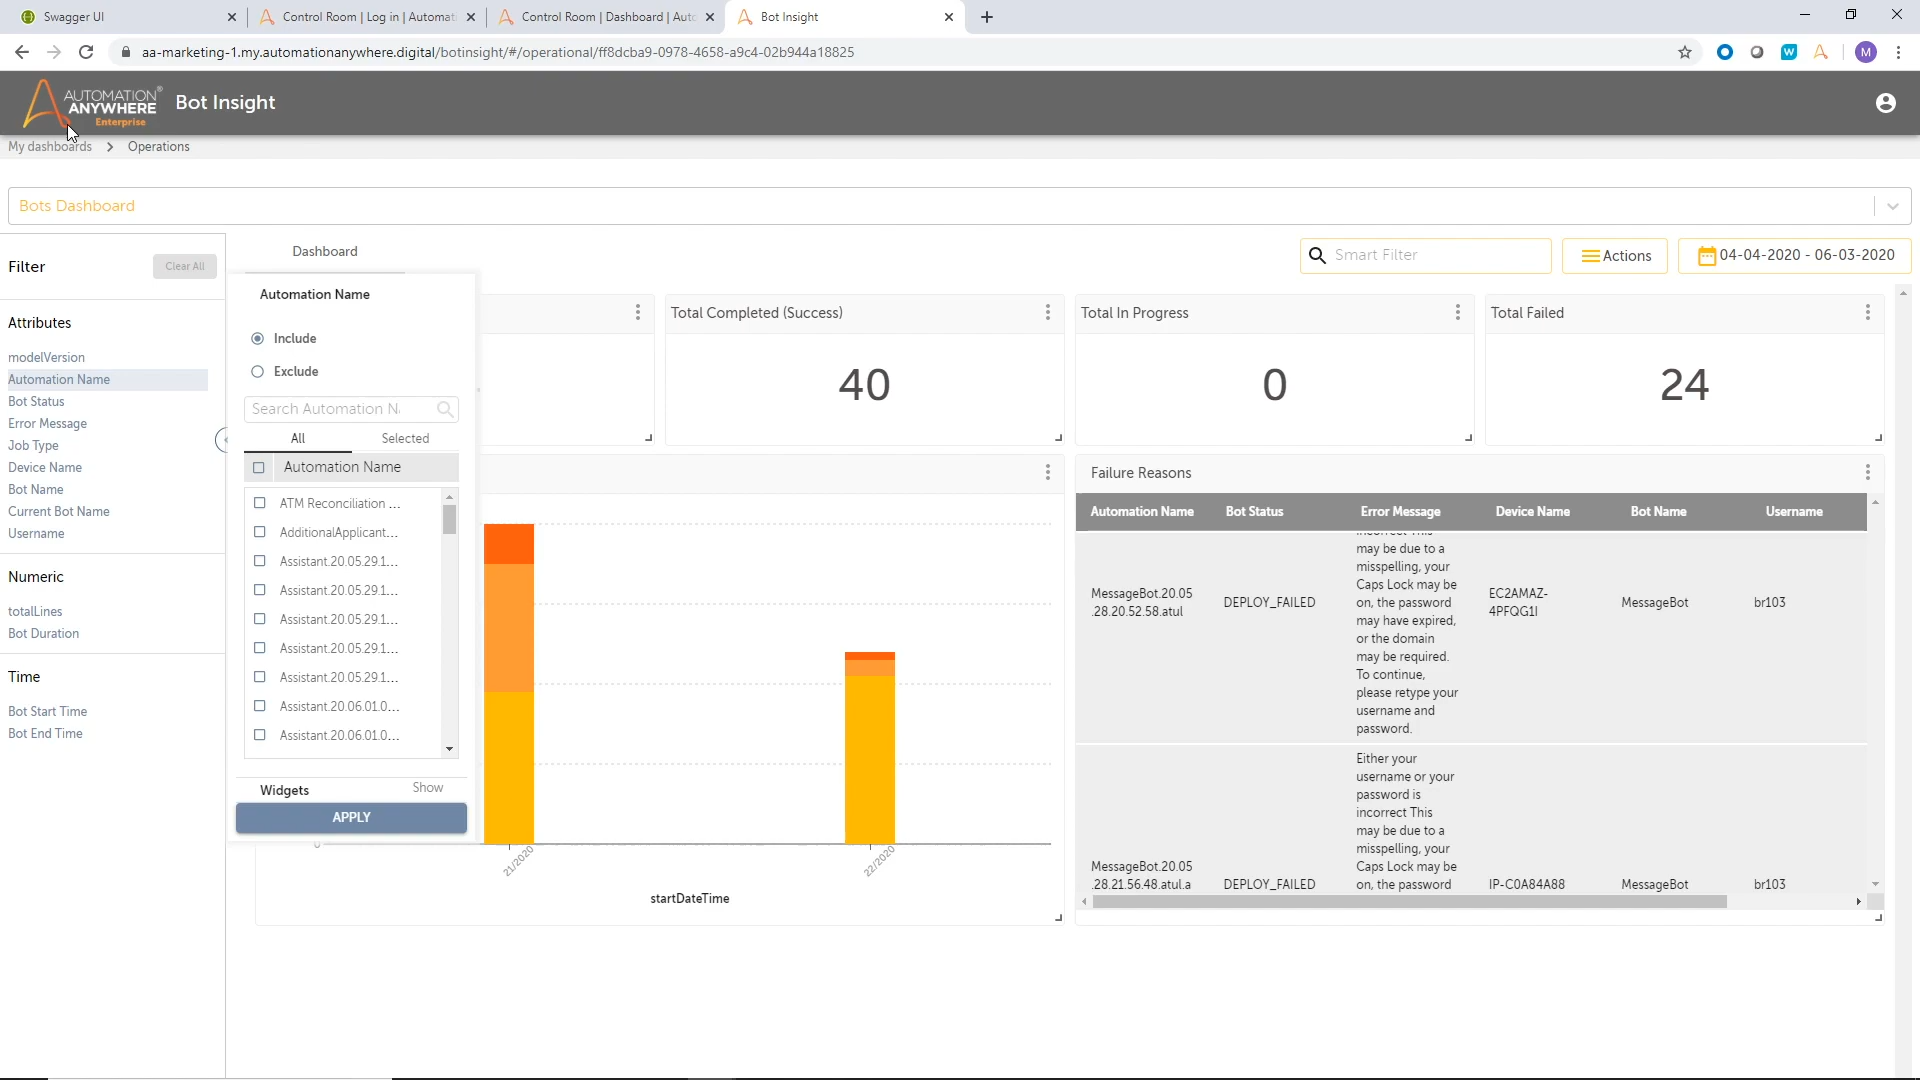 Swagger UI
Control Room | Log in | Automat
Control Room | Dashboard | Auto
Bot Insight
aa-marketing-1.my.automationanywhere.digital/botinsight/#/operational/ff8dcba9-0978-4658-a9c4-02b944a18825
W
M
AUTOMATION
ANYWHERE
Enterprise
Bot Insight
My dashboards > Operations
Bots Dashboard
Filter
Clear All
Attributes
modelVersion
Automation Name
Bot Status
Error Message
Job Type
Device Name
Bot Name
Current Bot Name
Username
Numeric
totalLines
Bot Duration
Time
Bot Start Time
Bot End Time
Dashboard
Smart Filter
Actions
04-04-2020 - 06-03-2020
Automation Name
Include
Exclude
Search Automation N
All
Selected
Automation Name
ATM Reconciliation ...
AdditionalApplicant...
Assistant.20.05.29.1...
Assistant.20.05.29.1...
Assistant.20.05.29.1...
Assistant.20.05.29.1...
Assistant.20.05.29.1...
Assistant.20.06.01.0...
Assistant.20.06.01.0...
Widgets
Show
APPLY
Total Completed (Success)
40
Total In Progress
0
Total Failed
24
0
21/2020
22/2020
startDateTime
Failure Reasons
Automation Name Bot Status Error Message Device Name Bot Name Username
MessageBot.20.05
.28.20.52.58.atul
DEPLOY_FAILED
incorrect This
may be due to a
misspelling, your
Caps Lock may be
on, the password
may have expired,
or the domain
may be required.
To continue,
please retype your
username and
password.
EC2AMAZ-
4PFQG1I
MessageBot
br103
MessageBot.20.05
.28.21.56.48.atul.a
DEPLOY_FAILED
Either your
username or your
password is
incorrect This
may be due to a
misspelling, your
Caps Lock may be
on, the password
IP-C0A84A88
MessageBot
br103